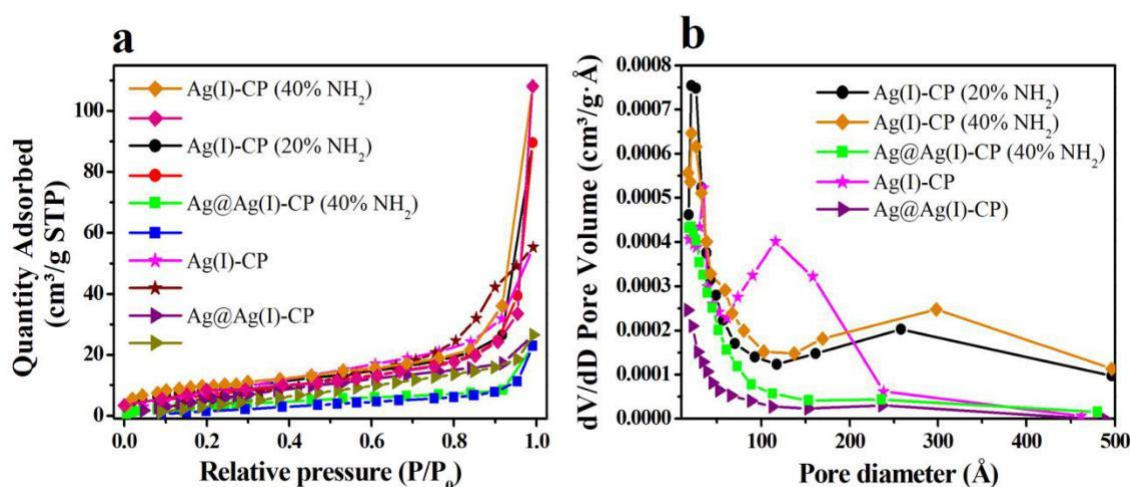 a
Quantity Adsorbed
(cm³/g STP)
100
80
60
40
20
0
Ag(I)-CP (40% NH₂)
Ag(I)-CP (20% NH₂)
Ag@Ag(I)-CP (40% NH₂)
Ag(I)-CP
Ag@Ag(I)-CP
0.0 0.2 0.4 0.6 0.8 1.0
Relative pressure (P/P₀)
b
dV/dD Pore Volume (cm³/g·Å)
0.0008
0.0007
0.0006
0.0005
0.0004
0.0003
0.0002
0.0001
0.0000
Ag(I)-CP (20% NH₂)
Ag(I)-CP (40% NH₂)
Ag@Ag(I)-CP (40% NH₂)
Ag(I)-CP
Ag@Ag(I)-CP)
100 200 300 400 500
Pore diameter (Å)